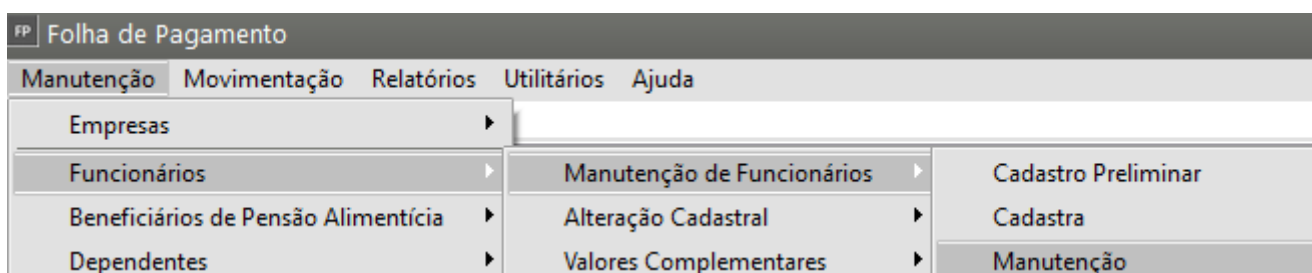 FP Folha de Pagamento
Manutenção Movimentação Relatórios Utilitários Ajuda
Empresas
Funcionários Manutenção de Funcionários Cadastro Preliminar
Beneficiários de Pensão Alimentícia Alteração Cadastral Cadastra
Dependentes Valores Complementares Manutenção